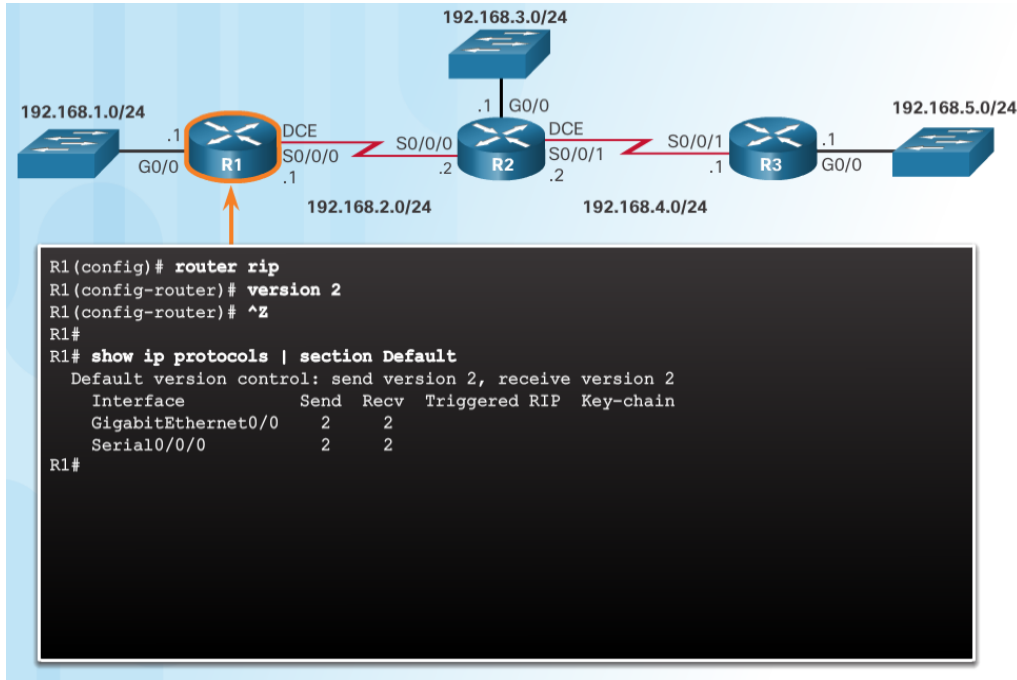 192.168.3.0/24
192.168.1.0/24
192.168.5.0/24
.1 G0/0
.1 DCE S0/0/0 DCE S0/0/1 .1
G0/0 R1 S0/0/0 R2 S0/0/1 R3 G0/0
.1 .2 .2 .1
192.168.2.0/24 192.168.4.0/24
R1(config)# router rip
R1(config-router)# version 2
R1(config-router)# ^Z
R1#
R1# show ip protocols | section Default
Default version control: send version 2, receive version 2
Interface Send Recv Triggered RIP Key-chain
GigabitEthernet0/0 2 2
Serial0/0/0 2 2
R1#